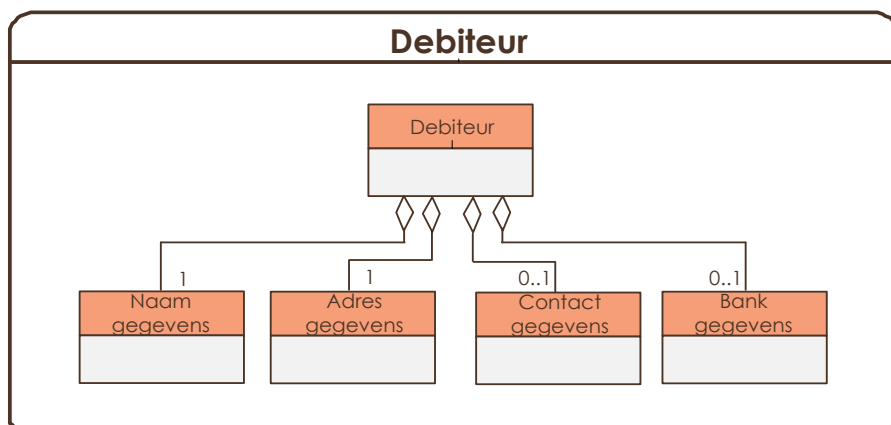 Debiteur
Debiteur
1
1
0..1
0..1
Naam
gegevens
Adres
gegevens
Contact
gegevens
Bank
gegevens